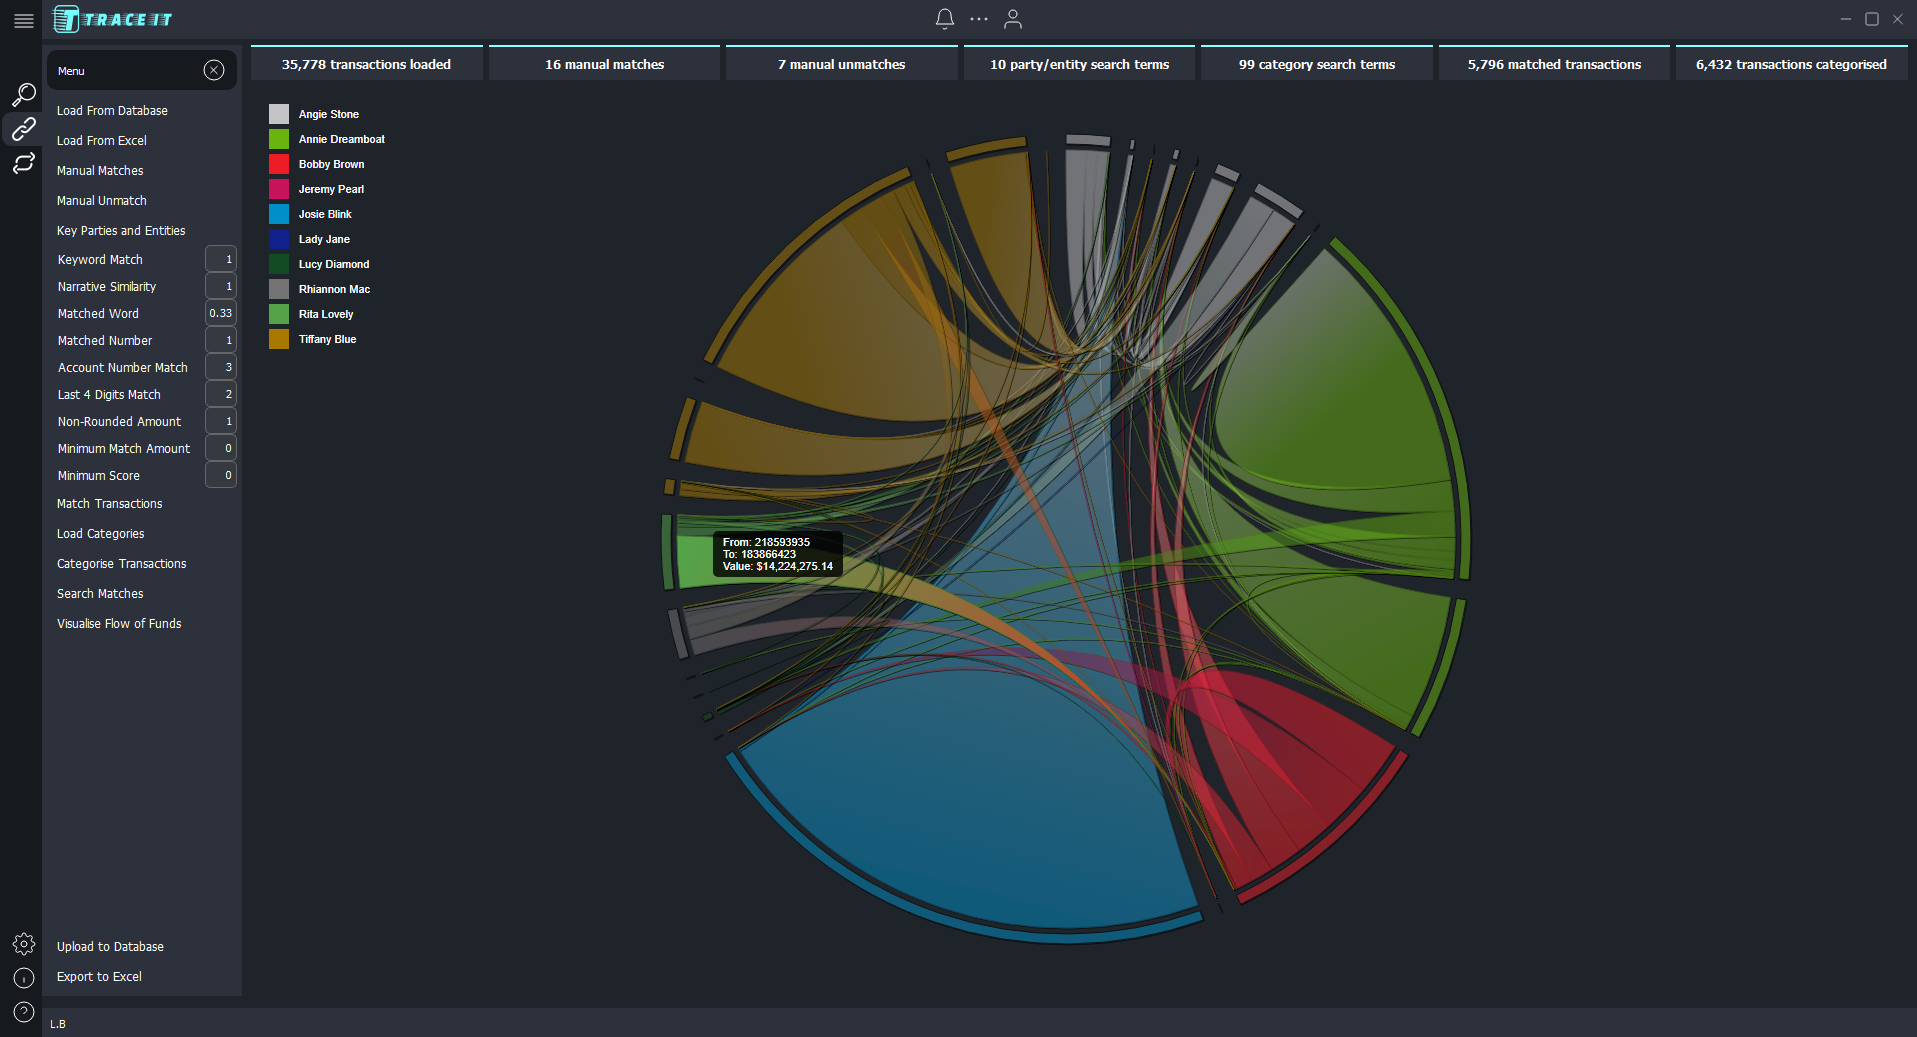 TRACE IT
35,778 transactions loaded
16 manual matches
7 manual unmatches
10 party/entity search terms
99 category search terms
5,796 matched transactions
6,432 transactions categorised
Menu
Load From Database
Load From Excel
Manual Matches
Manual Unmatch
Key Parties and Entities
Keyword Match 1
Narrative Similarity 1
Matched Word 0.33
Matched Number 1
Account Number Match 3
Last 4 Digits Match 2
Non-Rounded Amount 1
Minimum Match Amount 0
Minimum Score 0
Match Transactions
Load Categories
Categorise Transactions
Search Matches
Visualise Flow of Funds
Upload to Database
Export to Excel
Angie Stone
Annie Dreamboat
Bobby Brown
Jeremy Pearl
Josie Blink
Lady Jane
Lucy Diamond
Rhiannon Mac
Rita Lovely
Tiffany Blue
From: 218593935
To: 183866423
Value: $14,224,275.14
L.B